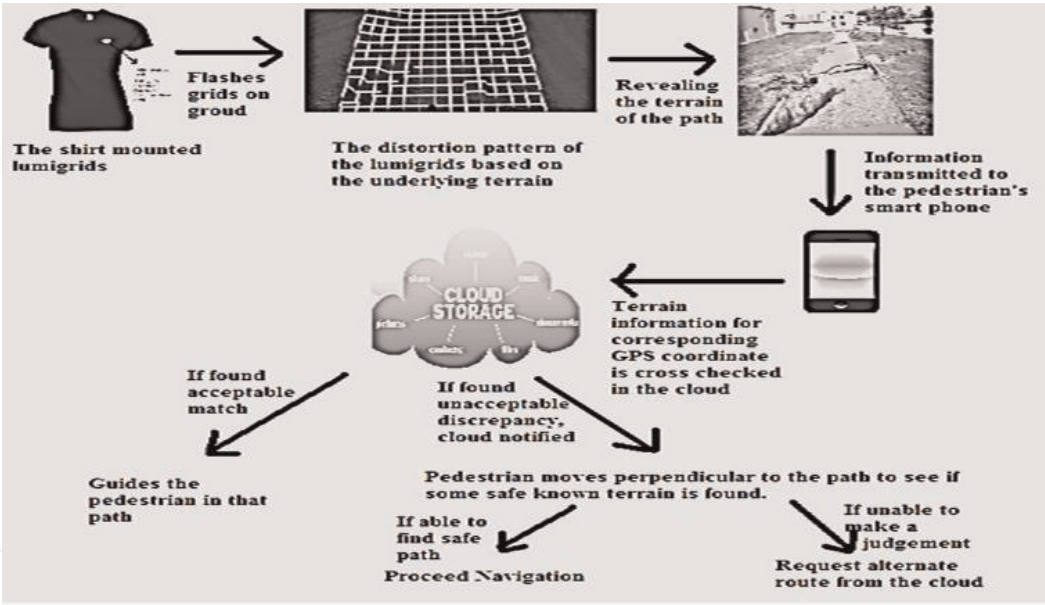 Flashes
grids on
groud
The shirt mounted
lumigrids
The distortion pattern of
the lumigrids based on
the underlying terrain
Revealing
the terrain
of the path
Information
transmitted to
the pedestrian's
smart phone
Terrain
information for
corresponding
GPS coordinate
is cross checked
in the cloud
CLOUD
STORAGE
If found
acceptable
match
If found
unacceptable
discrepancy,
cloud notified
Guides the
pedestrian in that
path
Pedestrian moves perpendicular to the path to see if
some safe known terrain is found.
If able to
find safe
path
Proceed Navigation
If unable to
make a
judgement
Request alternate
route from the cloud